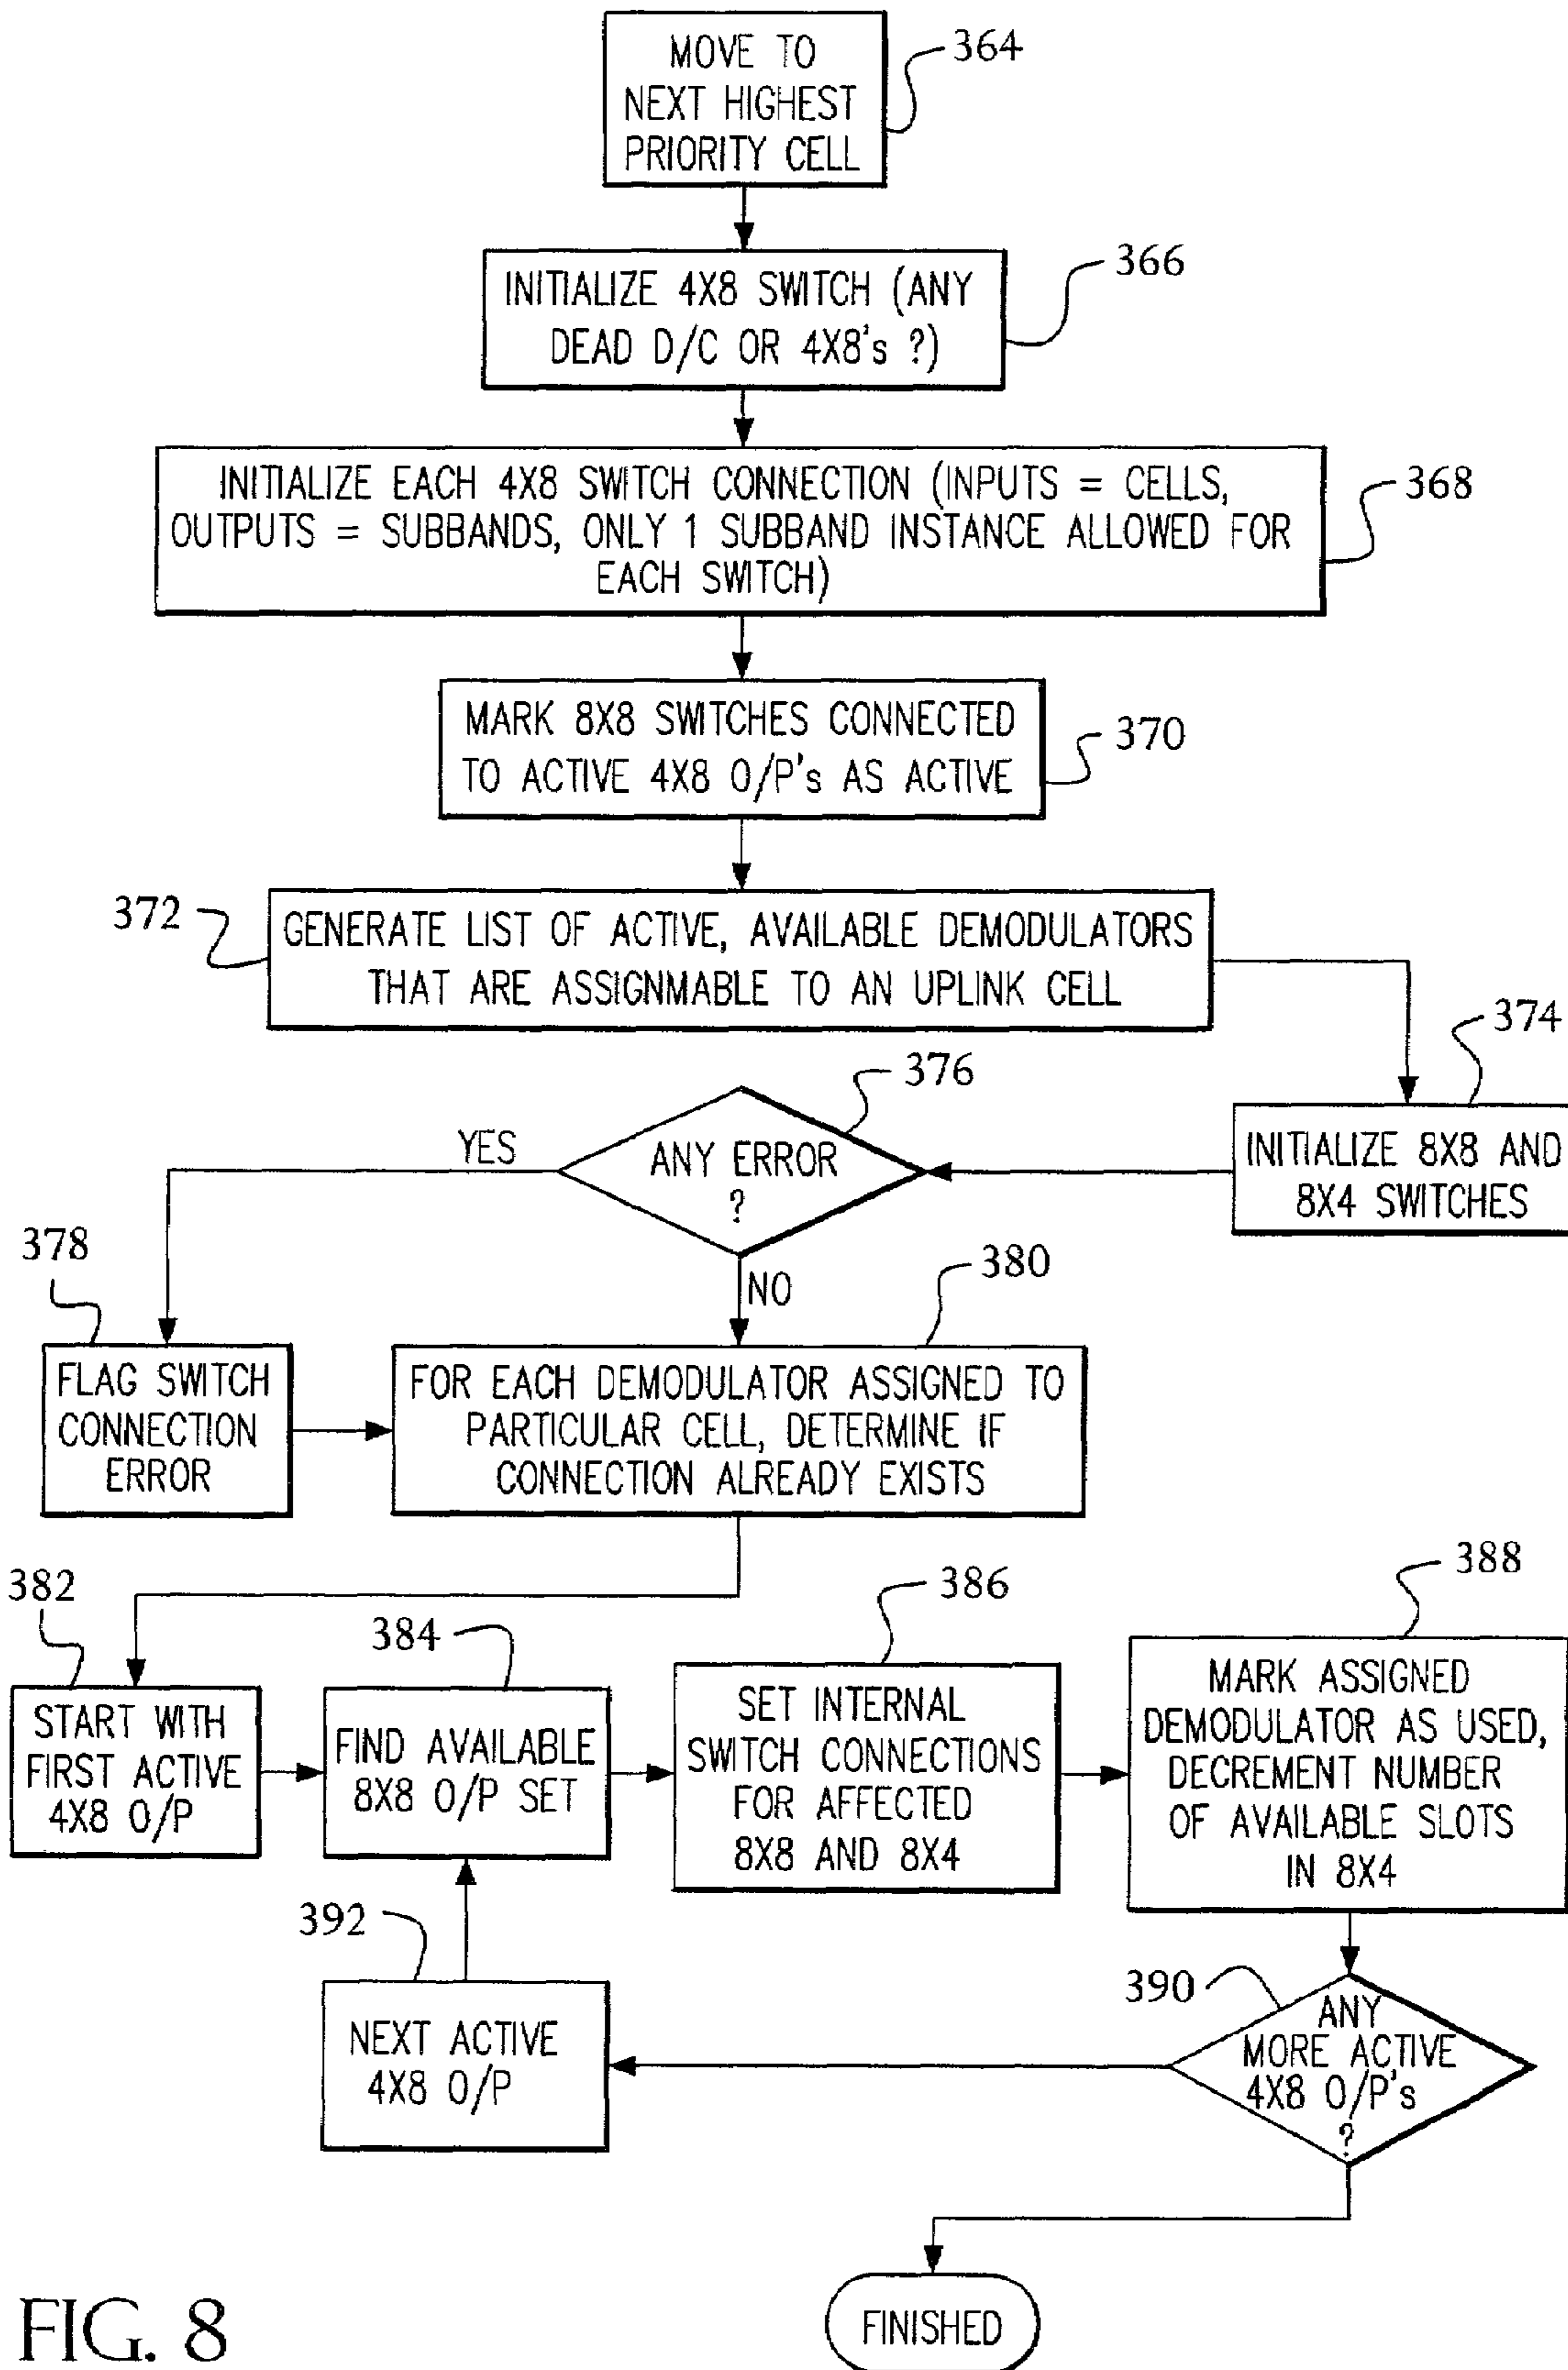 MOVE TO
NEXT HIGHEST
PRIORITY CELL
364
INITIALIZE 4X8 SWITCH (ANY
DEAD D/C OR 4X8's ?)
366
INITIALIZE EACH 4X8 SWITCH CONNECTION (INPUTS = CELLS,
OUTPUTS = SUBBANDS, ONLY 1 SUBBAND INSTANCE ALLOWED FOR
EACH SWITCH)
368
MARK 8X8 SWITCHES CONNECTED
TO ACTIVE 4X8 O/P's AS ACTIVE
370
372
GENERATE LIST OF ACTIVE, AVAILABLE DEMODULATORS
THAT ARE ASSIGNMABLE TO AN UPLINK CELL
374
INITIALIZE 8X8 AND
8X4 SWITCHES
376
ANY ERROR
?
YES
NO
378
FLAG SWITCH
CONNECTION
ERROR
380
FOR EACH DEMODULATOR ASSIGNED TO
PARTICULAR CELL, DETERMINE IF
CONNECTION ALREADY EXISTS
382
START WITH
FIRST ACTIVE
4X8 O/P
384
FIND AVAILABLE
8X8 O/P SET
386
SET INTERNAL
SWITCH CONNECTIONS
FOR AFFECTED
8X8 AND 8X4
388
MARK ASSIGNED
DEMODULATOR AS USED,
DECREMENT NUMBER
OF AVAILABLE SLOTS
IN 8X4
390
ANY
MORE ACTIVE
4X8 O/P's
?
392
NEXT ACTIVE
4X8 O/P
FINISHED
FIG. 8